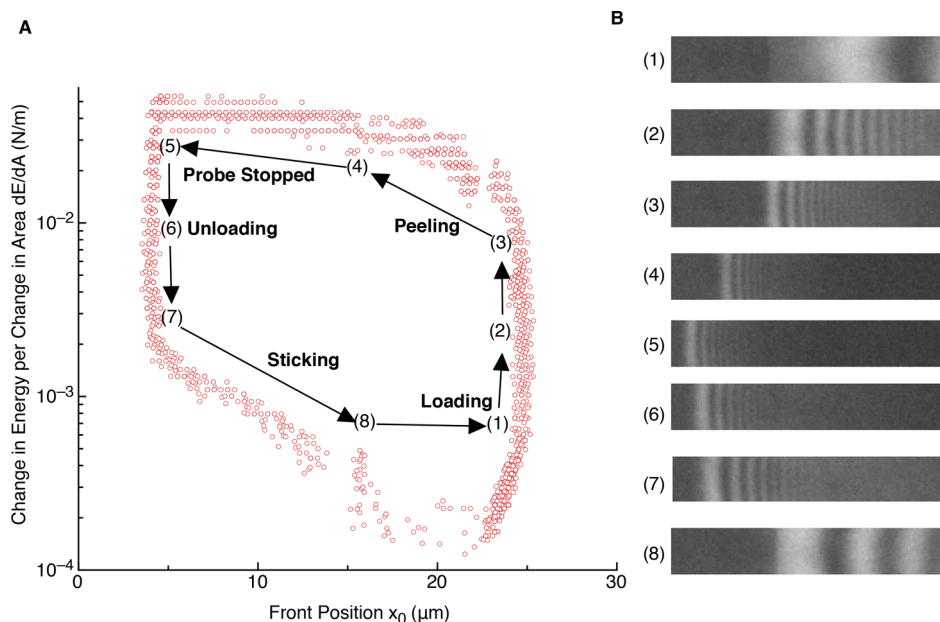 A
B
Change in Energy per Change in Area dE/dA (N/m)
10⁻²
10⁻³
10⁻⁴
0
10
20
30
Front Position x₀ (μm)
(5)
Probe Stopped
(4)
(6)
Unloading
Peeling
(3)
(7)
(2)
Sticking
Loading
(8)
(1)
(1)
(2)
(3)
(4)
(5)
(6)
(7)
(8)